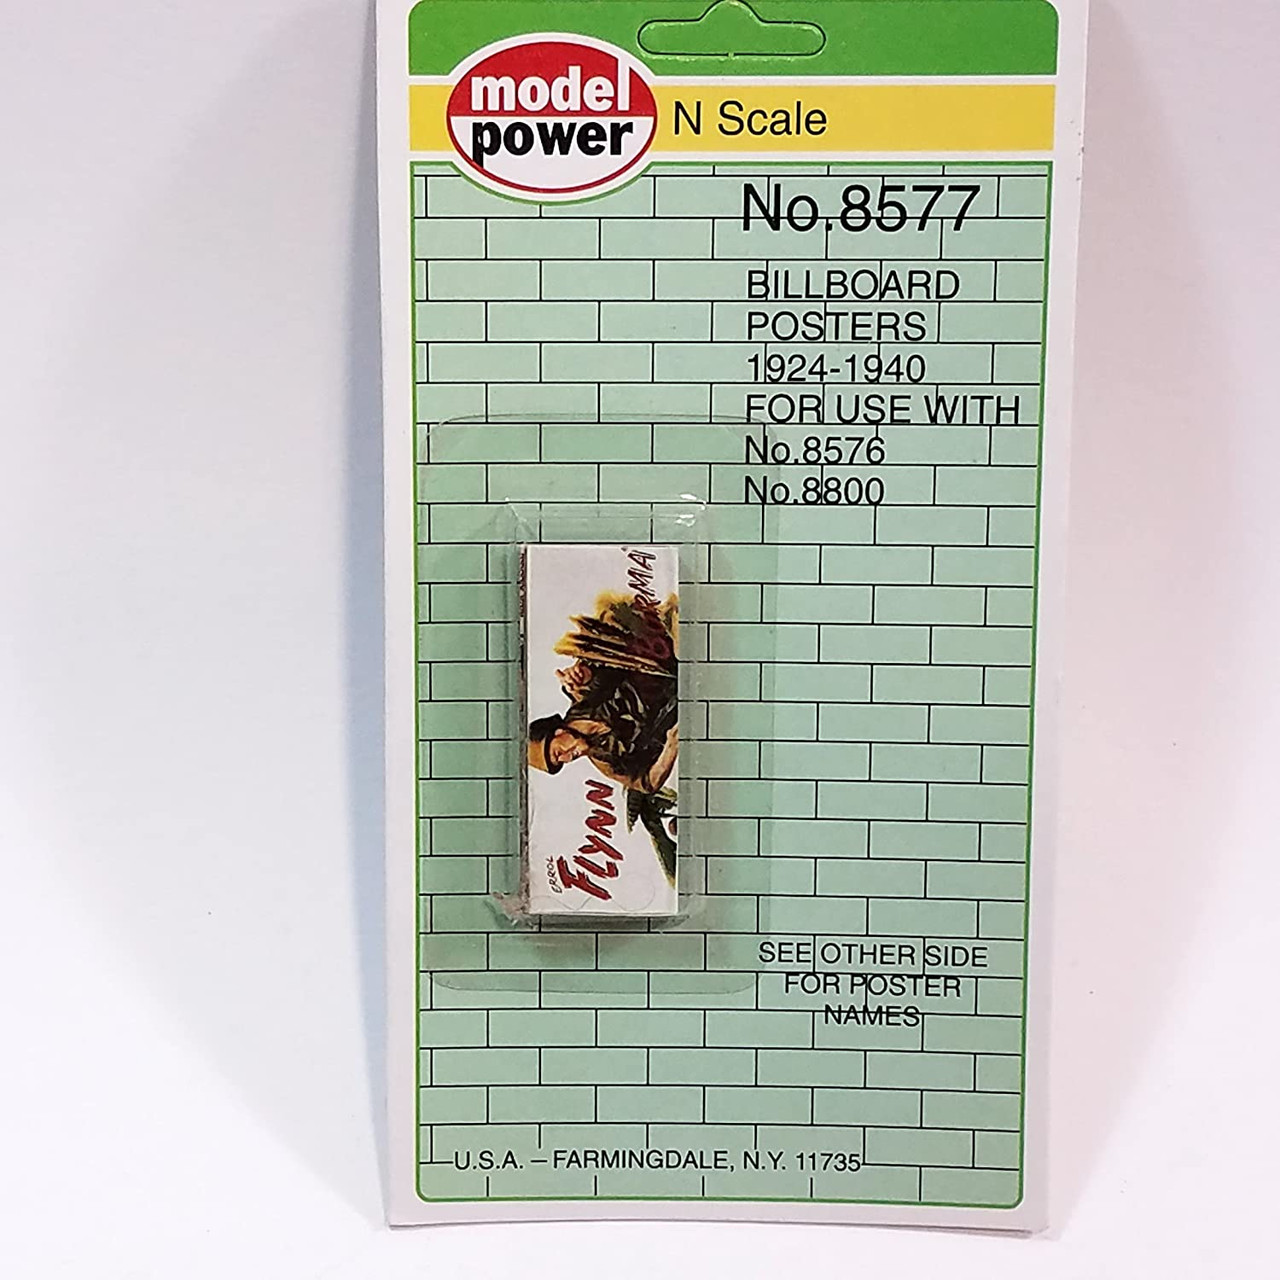 model
power
N Scale
No.8577
BILLBOARD
POSTERS
1924-1940
FOR USE WITH
No.8576
No.8800
ERROL
FLYNN
SEE OTHER SIDE
FOR POSTER
NAMES
U.S.A. – FARMINGDALE, N.Y. 11735